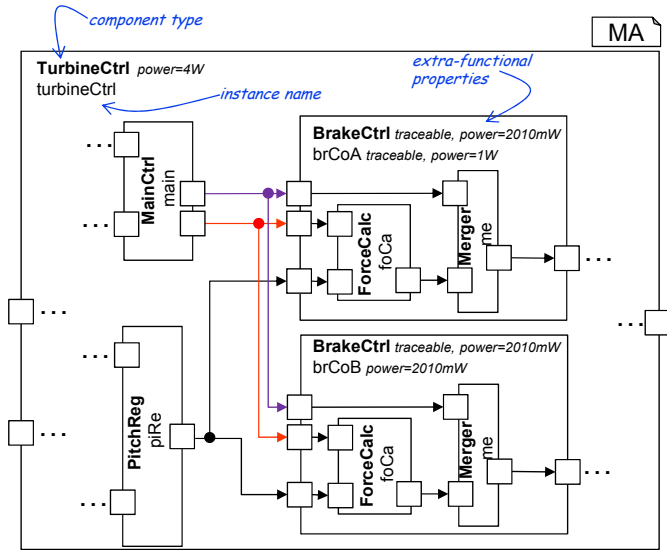 component type
MA
TurbineCtrl power=4W
turbineCtrl
instance name
extra-functional
properties
MainCtrl
main
BrakeCtrl traceable, power=2010mW
brCoA traceable, power=1W
ForceCalc
foCa
Merger
me
PitchReg
piRe
BrakeCtrl traceable, power=2010mW
brCoB power=2010mW
ForceCalc
foCa
Merger
me